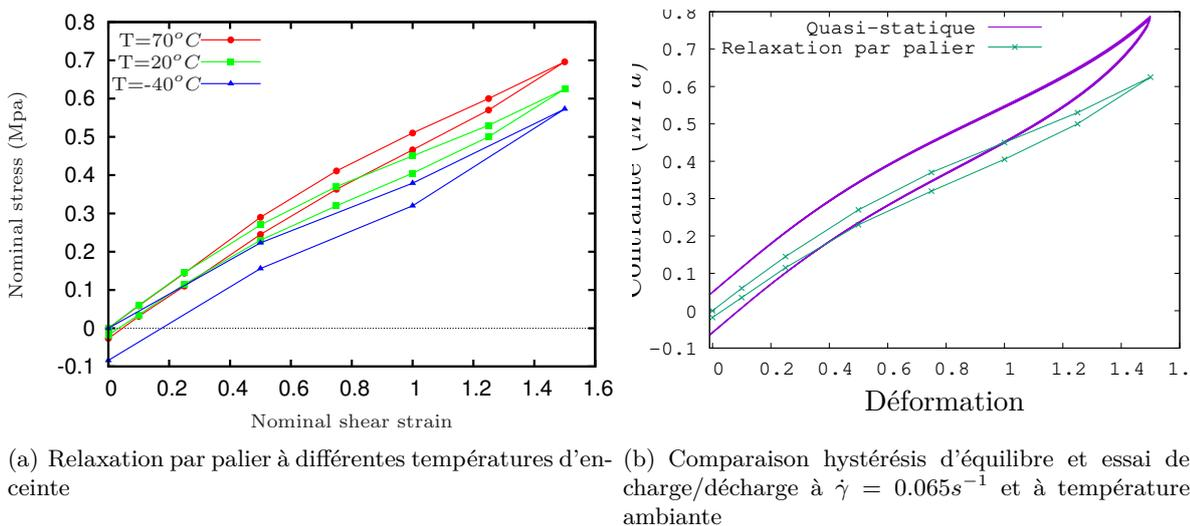 0.8
0.7
0.6
0.5
0.4
0.3
0.2
0.1
0
-0.1
0 0.2 0.4 0.6 0.8 1 1.2 1.4 1.6
Nominal stress (Mpa)
Nominal shear strain
T=70°C
T=20°C
T=-40°C
(a) Relaxation par palier à différentes températures d'en-
ceinte
0.8
0.7
0.6
0.5
0.4
0.3
0.2
0.1
0
-0.1
0 0.2 0.4 0.6 0.8 1 1.2 1.4 1.
Contrainte (MPa)
Déformation
Quasi-statique
Relaxation par palier
(b) Comparaison hystérésis d'équilibre et essai de
charge/décharge à γ̇ = 0.065s⁻¹ et à température
ambiante